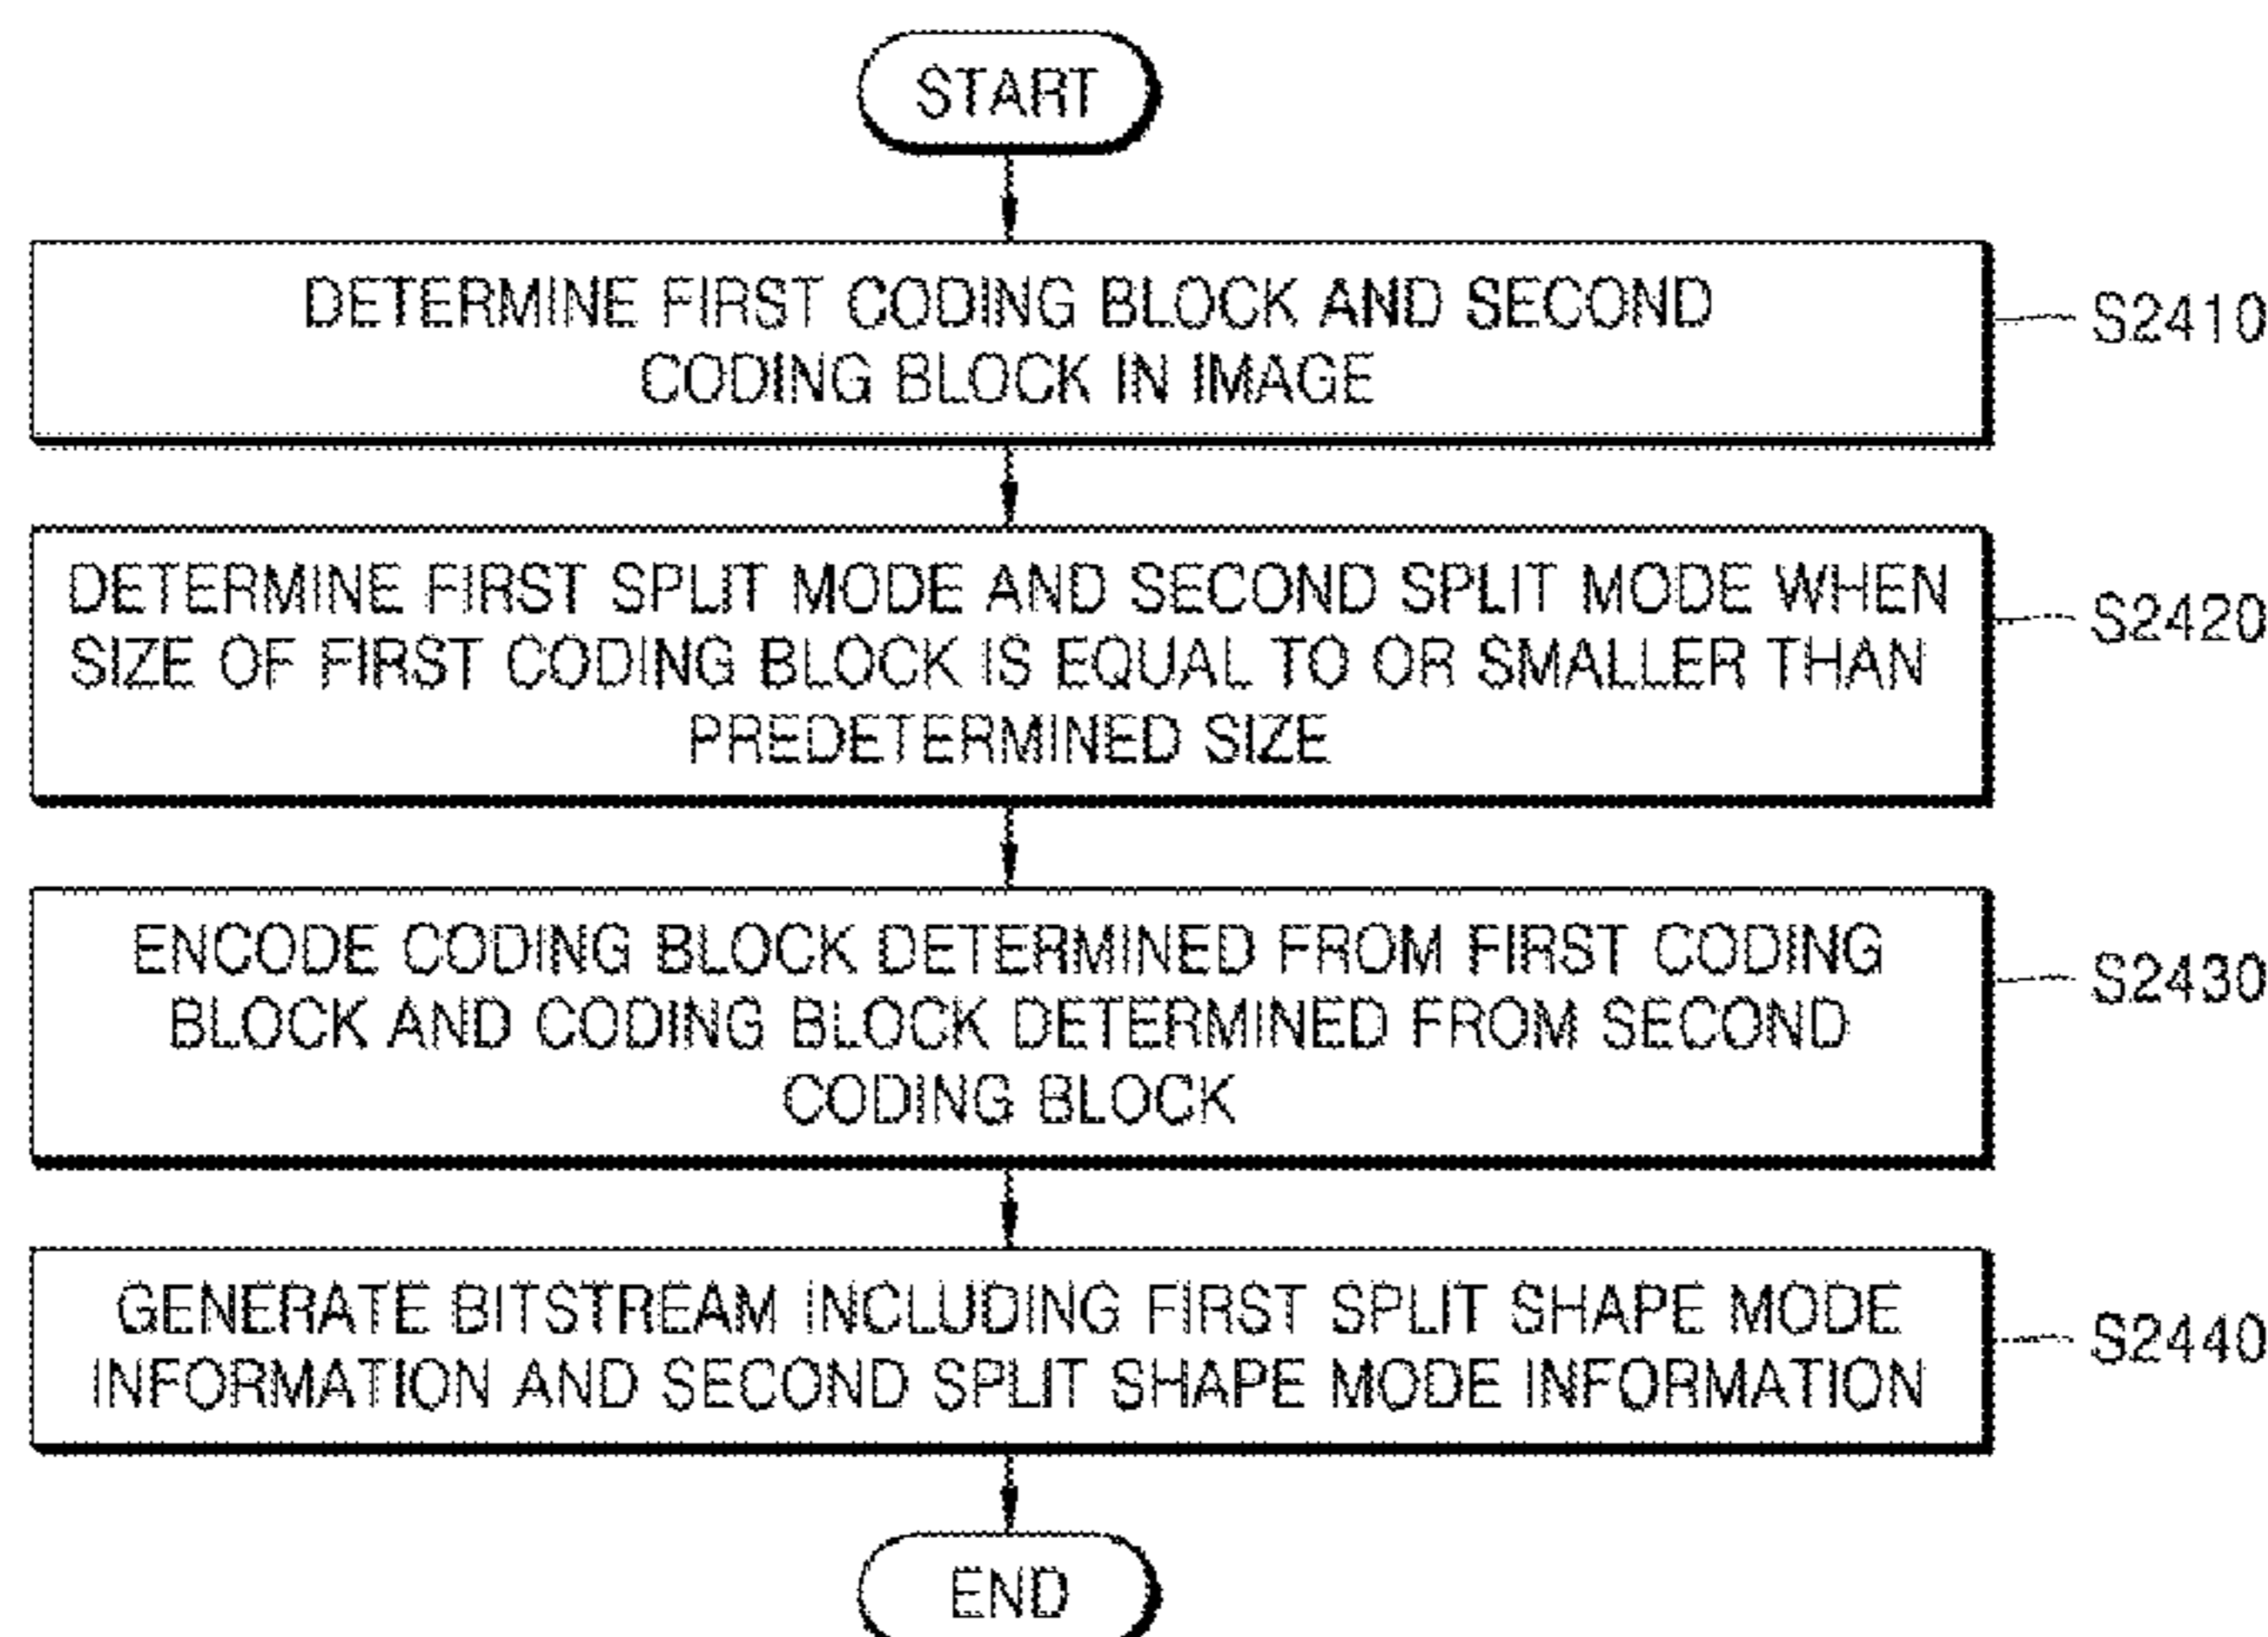 START
DETERMINE FIRST CODING BLOCK AND SECOND
CODING BLOCK IN IMAGE
S2410
DETERMINE FIRST SPLIT MODE AND SECOND SPLIT MODE WHEN
SIZE OF FIRST CODING BLOCK IS EQUAL TO OR SMALLER THAN
PREDETERMINED SIZE
S2420
ENCODE CODING BLOCK DETERMINED FROM FIRST CODING
BLOCK AND CODING BLOCK DETERMINED FROM SECOND
CODING BLOCK
S2430
GENERATE BITSTREAM INCLUDING FIRST SPLIT SHAPE MODE
INFORMATION AND SECOND SPLIT SHAPE MODE INFORMATION
S2440
END